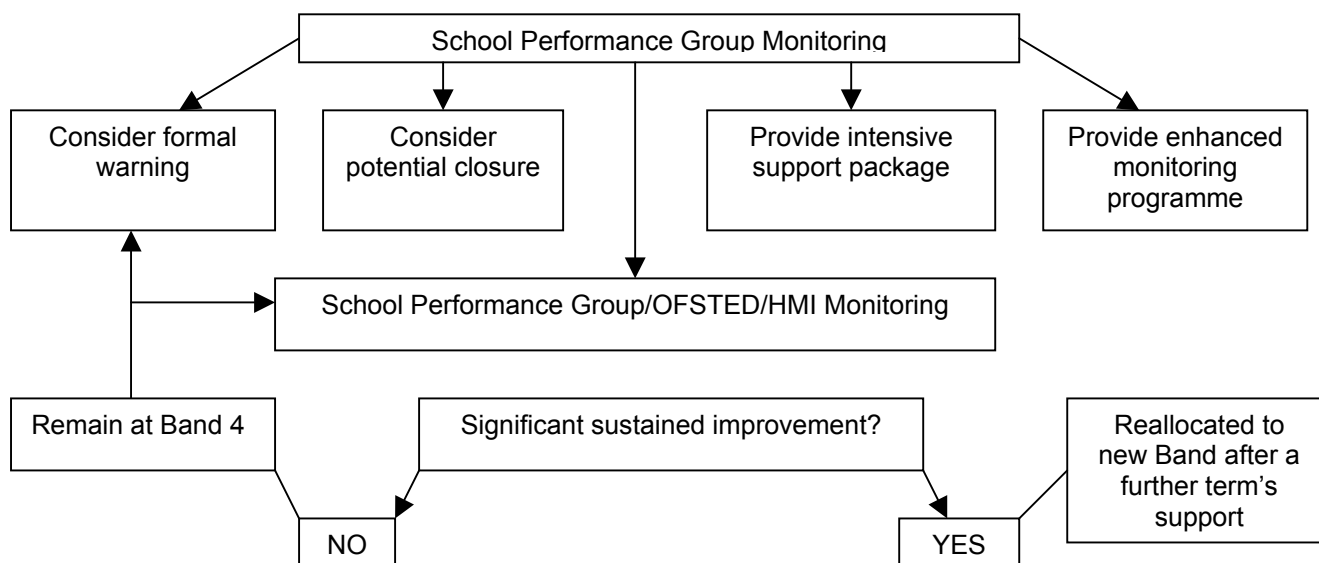 School Performance Group Monitoring
Consider formal
warning
Consider
potential closure
Provide intensive
support package
Provide enhanced
monitoring
programme
School Performance Group/OFSTED/HMI Monitoring
Remain at Band 4
Significant sustained improvement?
Reallocated to
new Band after a
further term’s
support
NO
YES